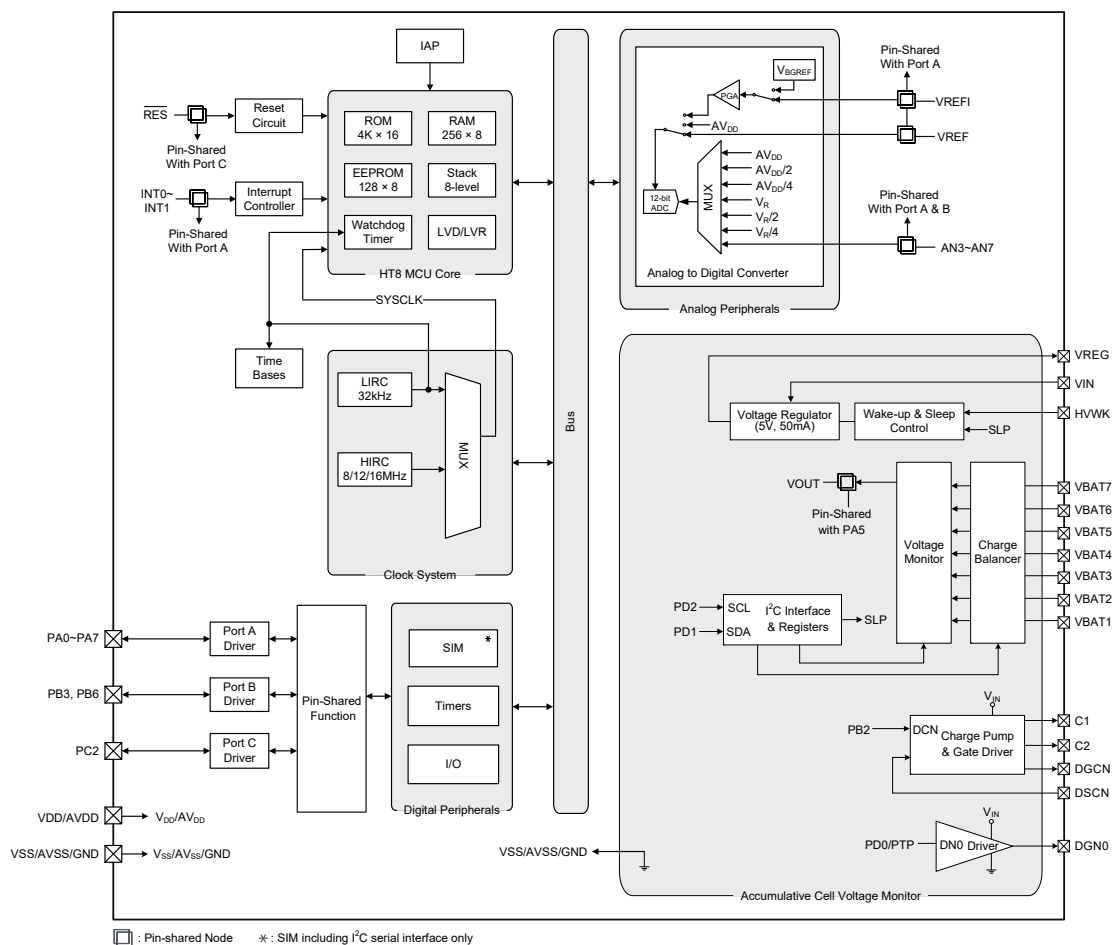 IAP
RES
Reset
Circuit
Pin-Shared
With Port C
INT0~
INT1
Interrupt
Controller
Pin-Shared
With Port A
ROM
4K × 16
RAM
256 × 8
EEPROM
128 × 8
Stack
8-level
Watchdog
Timer
LVD/LVR
HT8 MCU Core
SYSCLK
Time
Bases
LIRC
32kHz
HIRC
8/12/16MHz
MUX
Clock System
Bus
PA0~PA7
Port A
Driver
PB3, PB6
Port B
Driver
PC2
Port C
Driver
Pin-Shared
Function
SIM
*
Timers
I/O
Digital Peripherals
VDD/AVDD
VDD/AVDD
VSS/AVSS/GND
VSS/AVSS/GND
VBGREF
PGA
AVDD
AVDD
AVDD/2
AVDD/4
VR
VR/2
VR/4
MUX
12-bit
ADC
Analog to Digital Converter
Analog Peripherals
Pin-Shared
With Port A
VREFI
VREF
Pin-Shared
With Port A & B
AN3~AN7
VREG
VIN
HVWK
Voltage Regulator
(5V, 50mA)
Wake-up & Sleep
Control
SLP
VOUT
Pin-Shared
with PA5
Voltage
Monitor
Charge
Balancer
VBAT7
VBAT6
VBAT5
VBAT4
VBAT3
VBAT2
VBAT1
PD2
SCL
PD1
SDA
I²C Interface
& Registers
SLP
VIN
PB2
DCN
Charge Pump
& Gate Driver
C1
C2
DGCN
DSCN
VIN
PD0/PTP
DN0 Driver
DGN0
VSS/AVSS/GND
Accumulative Cell Voltage Monitor
: Pin-shared Node
* : SIM including I²C serial interface only